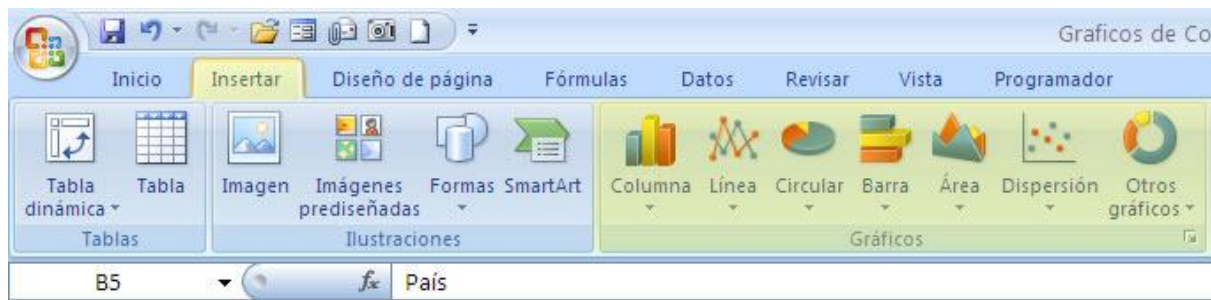 Graficos de Co
Inicio Insertar Diseño de página Fórmulas Datos Revisar Vista Programador
Tabla dinámica Tabla Imagen Imágenes prediseñadas Formas SmartArt Columna Línea Circular Barra Área Dispersión Otros gráficos
Tablas Ilustraciones Gráficos
B5 fx País